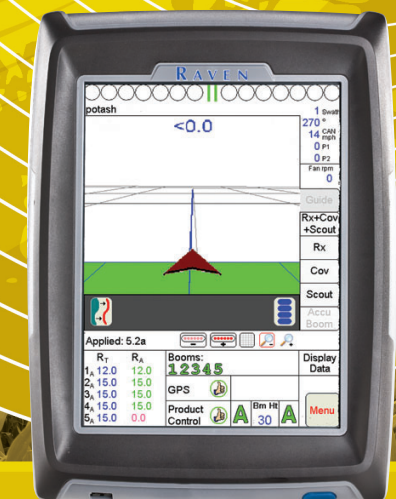 RAVEN
potash
<0.0
1 Swath
270 °
14 CAN mph
0 P1
0 P2
Fan rpm
0
Guide
Rx+Cov
+Scout
Rx
Cov
Scout
Accu
Boom
Applied: 5.2a
RT RA
1A 12.0 12.0
2A 15.0 15.0
3A 15.0 15.0
4A 15.0 15.0
5A 15.0 0.0
Booms:
12345
GPS
Product
Control
A
Bm Ht
30
A
Display
Data
Menu